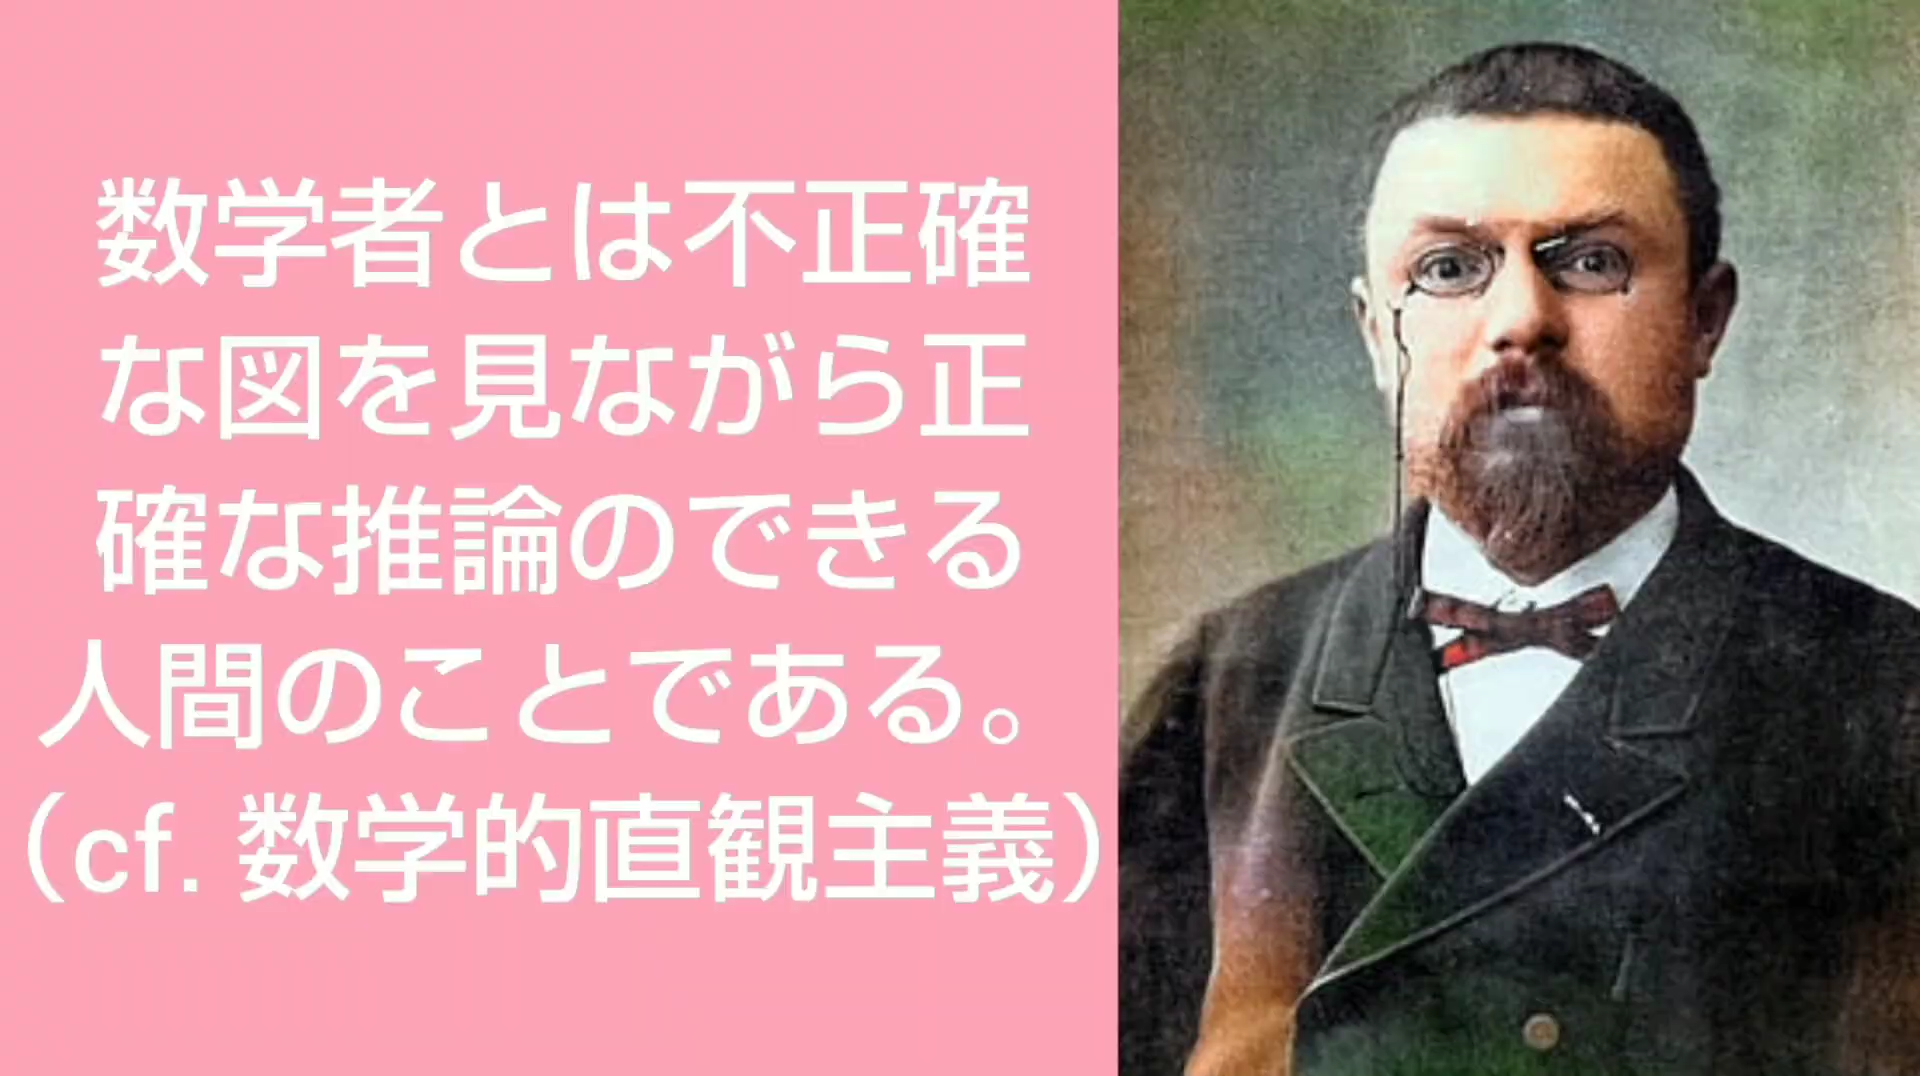 数学者とは不正確
な図を見ながら正
確な推論のできる
人間のことである。
（cf. 数学的直観主義）